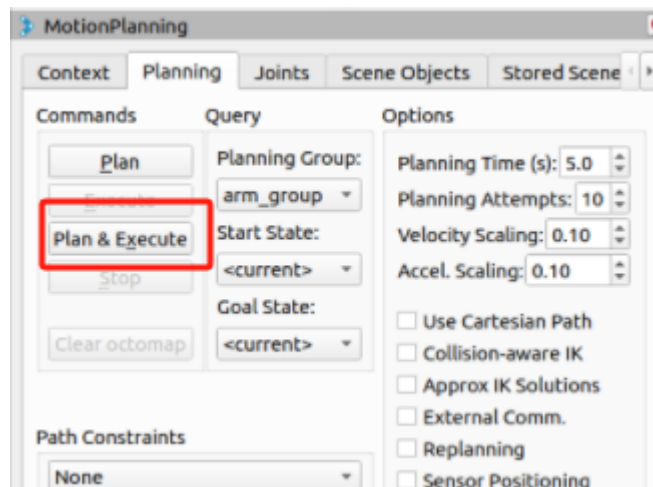 MotionPlanning
Context Planning Joints Scene Objects Stored Scene
Commands Query Options
Plan
Execute
Plan & Execute
Stop
Clear octomap
Planning Group:
arm_group
Start State:
<current>
Goal State:
<current>
Planning Time (s): 5.0
Planning Attempts: 10
Velocity Scaling: 0.10
Accel. Scaling: 0.10
Use Cartesian Path
Collision-aware IK
Approx IK Solutions
External Comm.
Replanning
Sensor Positioning
Path Constraints
None